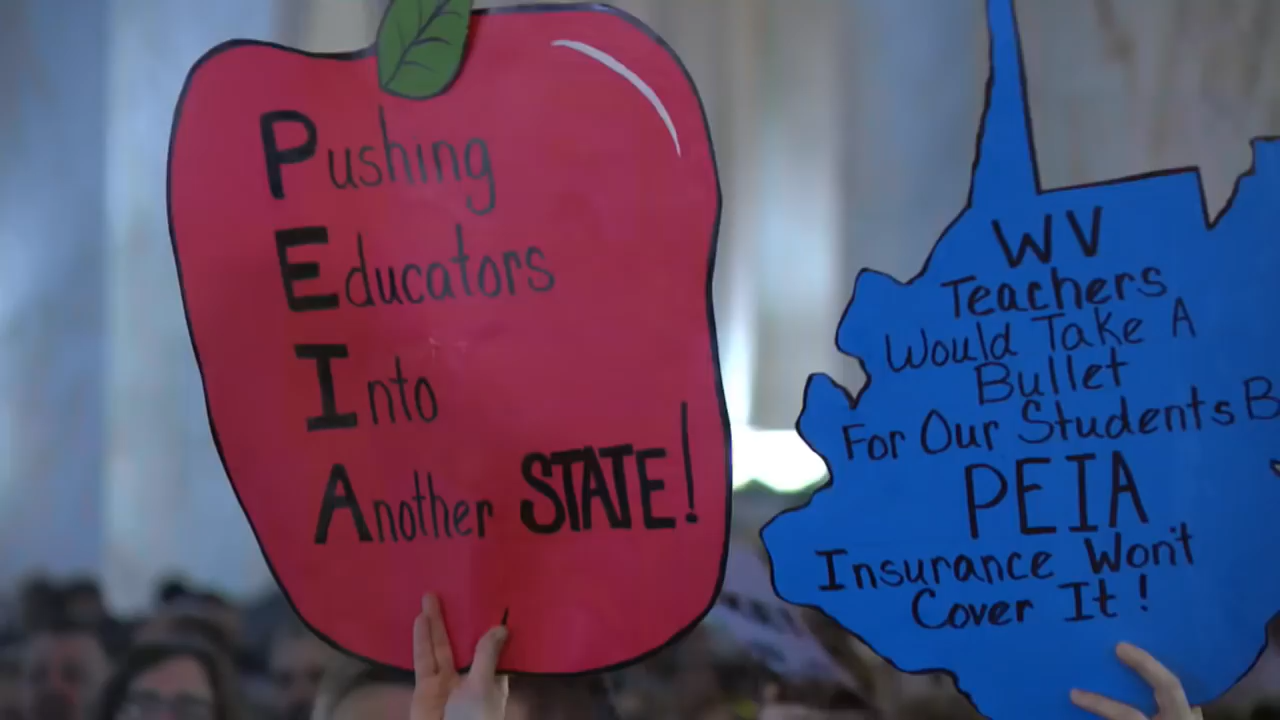 Pushing
Educators
Into
Another STATE!
WV
Teachers
Would Take A
Bullet
For Our Students B
PEIA
Insurance Won't
Cover It!